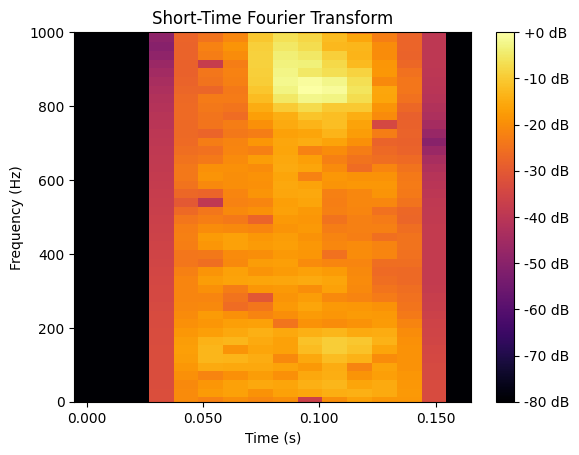 Short-Time Fourier Transform
Frequency (Hz)
1000
800
600
400
200
0
0.000 0.050 0.100 0.150
Time (s)
+0 dB
-10 dB
-20 dB
-30 dB
-40 dB
-50 dB
-60 dB
-70 dB
-80 dB